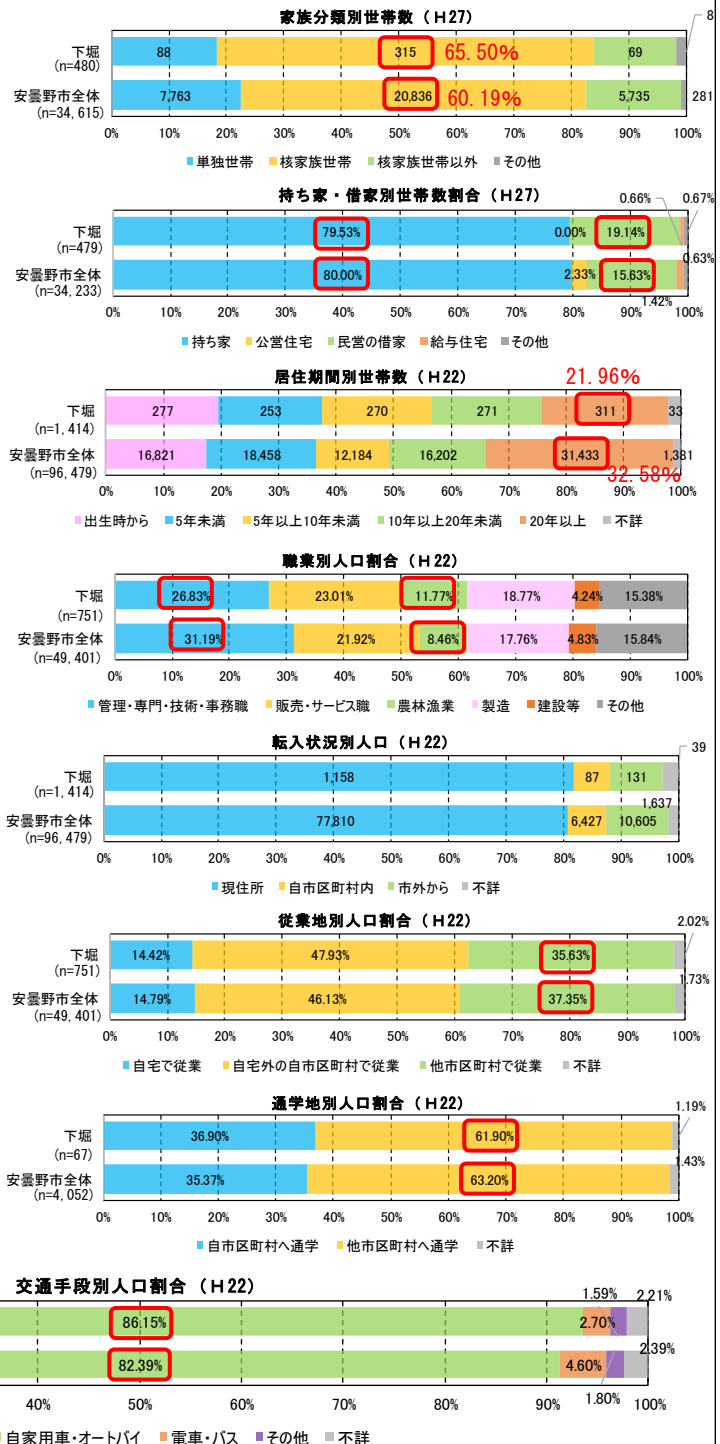 家族分類別世帯数（H27）
8
下堀
(n=480)
88
315
65.50%
69
安曇野市全体
(n=34,615)
7,763
20,836
60.19%
5,735
281
0% 10% 20% 30% 40% 50% 60% 70% 80% 90% 100%
単独世帯 核家族世帯 核家族世帯以外 その他
持ち家・借家別世帯数割合（H27）
0.66% 0.67%
下堀
(n=479)
79.53%
0.00%
19.14%
0.63%
安曇野市全体
(n=34,233)
80.00%
2.33%
15.63%
1.42%
0% 10% 20% 30% 40% 50% 60% 70% 80% 90% 100%
持ち家 公営住宅 民営の借家 給与住宅 その他
居住期間別世帯数（H22）
21.96%
下堀
(n=1,414)
277
253
270
271
311
33
安曇野市全体
(n=96,479)
16,821
18,458
12,184
16,202
31,433
1,381
32.58%
0% 10% 20% 30% 40% 50% 60% 70% 80% 90% 100%
出生時から 5年未満 5年以上10年未満 10年以上20年未満 20年以上 不詳
職業別人口割合（H22）
下堀
(n=751)
26.83%
23.01%
11.77%
18.77%
4.24%
15.38%
安曇野市全体
(n=49,401)
31.19%
21.92%
8.46%
17.76%
4.83%
15.84%
0% 10% 20% 30% 40% 50% 60% 70% 80% 90% 100%
管理・専門・技術・事務職 販売・サービス職 農林漁業 製造 建設等 その他
転入状況別人口（H22）
39
下堀
(n=1,414)
1,158
87
131
1,637
安曇野市全体
(n=96,479)
77,810
6,427
10,605
0% 10% 20% 30% 40% 50% 60% 70% 80% 90% 100%
現住所 自市区町村内 市外から 不詳
従業地別人口割合（H22）
2.02%
下堀
(n=751)
14.42%
47.93%
35.63%
1.73%
安曇野市全体
(n=49,401)
14.79%
46.13%
37.35%
0% 10% 20% 30% 40% 50% 60% 70% 80% 90% 100%
自宅で従業 自宅外の自市区町村で従業 他市区町村で従業 不詳
通学地別人口割合（H22）
1.19%
下堀
(n=67)
36.90%
61.90%
1.43%
安曇野市全体
(n=4,052)
35.37%
63.20%
0% 10% 20% 30% 40% 50% 60% 70% 80% 90% 100%
自市区町村へ通学 他市区町村へ通学 不詳
交通手段別人口割合（H22）
1.59% 2.21%
86.15%
2.70%
2.39%
82.39%
4.60%
1.80%
40% 50% 60% 70% 80% 90% 100%
自家用車・オートバイ 電車・バス その他 不詳